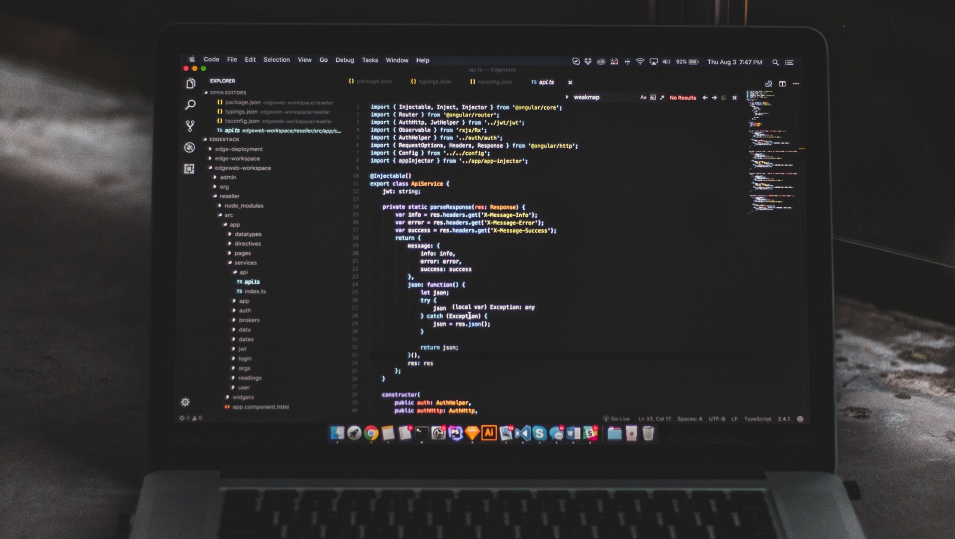 Code File Edit Selection View Go Debug Tasks Window Help
92% Thu Aug 3 7:47 PM
api.ts — Edgestack
EXPLORER
package.json typings.json tsconfig.json TS api.ts
OPEN EDITORS
weakmap Aa No Results
package.json edgeweb-workspace/reseller
typings.json edgeweb-workspace/reseller
tsconfig.json edgeweb-workspace/reseller
TS api.ts edgeweb-workspace/reseller/src/app/s...
EDGESTACK
edge-deployment
edge-workspace
edgeweb-workspace
admin
org
reseller
node_modules
src
app
datatypes
directives
pages
services
api
TS api.ts
TS index.ts
app
auth
brokers
data
dates
jwt
login
orgs
readings
user
widgets
app.component.html
import { Injectable, Inject, Injector } from '@angular/core';
import { Router } from '@angular/router';
import { AuthHttp, JwtHelper } from '../jwt/jwt';
import { Observable } from 'rxjs/Rx';
import { AuthHelper } from '../auth/auth';
import { RequestOptions, Headers, Response } from '@angular/http';
import { Config } from '../../config';
import { appInjector } from '../app/app-injector';
@Injectable()
export class ApiService {
jwt: string;
private static parseResponse(res: Response) {
var info = res.headers.get('X-Message-Info');
var error = res.headers.get('X-Message-Error');
var success = res.headers.get('X-Message-Success');
return {
message: {
info: info,
error: error,
success: success
},
json: function() {
let json;
try {
json (local var) Exception: any
} catch (Exception) {
json = res.json();
}
return json;
}(),
res: res
};
}
constructor(
public auth: AuthHelper,
public authHttp: AuthHttp,
Go Live Ln 33, Col 17 Spaces: 4 UTF-8 LF TypeScript 2.4.1
Ai